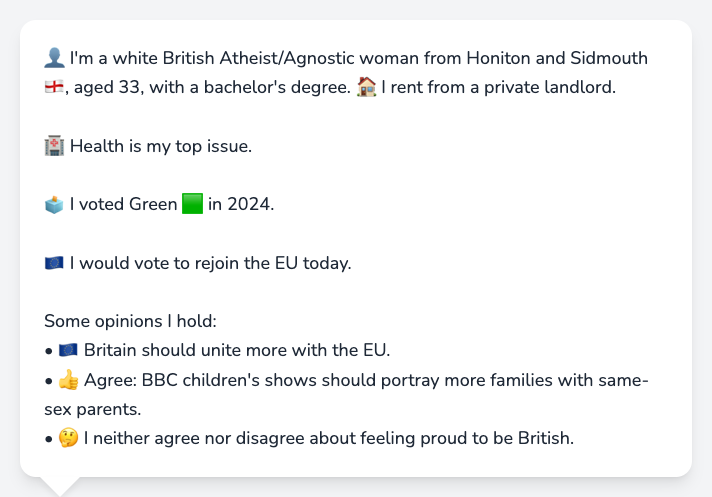 👤 I'm a white British Atheist/Agnostic woman from Honiton and Sidmouth
🏴󠁧󠁢󠁥󠁮󠁧󠁿, aged 33, with a bachelor's degree. 🏠 I rent from a private landlord.
🏥 Health is my top issue.
🗳️ I voted Green 🟩 in 2024.
🇪🇺 I would vote to rejoin the EU today.
Some opinions I hold:
• 🇪🇺 Britain should unite more with the EU.
• 👍 Agree: BBC children's shows should portray more families with same-
sex parents.
• 🤔 I neither agree nor disagree about feeling proud to be British.